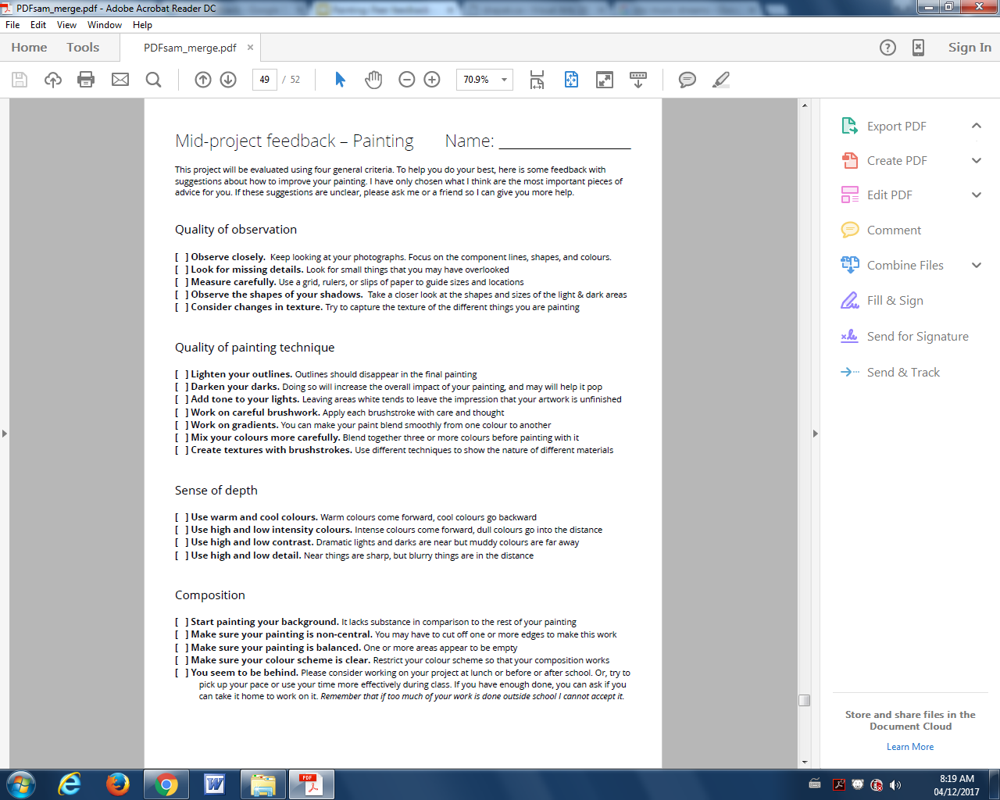 PDFsam_merge.pdf - Adobe Acrobat Reader DC
File Edit View Window Help
Home Tools PDFsam_merge.pdf × Sign In
49 / 52 70.9%
Mid-project feedback – Painting Name: ____________________
This project will be evaluated using four general criteria. To help you do your best, here is some feedback with
suggestions about how to improve your painting. I have only chosen what I think are the most important pieces of
advice for you. If these suggestions are unclear, please ask me or a friend so I can give you more help.
Quality of observation
[ ] Observe closely. Keep looking at your photographs. Focus on the component lines, shapes, and colours.
[ ] Look for missing details. Look for small things that you may have overlooked
[ ] Measure carefully. Use a grid, rulers, or slips of paper to guide sizes and locations
[ ] Observe the shapes of your shadows. Take a closer look at the shapes and sizes of the light & dark areas
[ ] Consider changes in texture. Try to capture the texture of the different things you are painting
Quality of painting technique
[ ] Lighten your outlines. Outlines should disappear in the final painting
[ ] Darken your darks. Doing so will increase the overall impact of your painting, and may will help it pop
[ ] Add tone to your lights. Leaving areas white tends to leave the impression that your artwork is unfinished
[ ] Work on careful brushwork. Apply each brushstroke with care and thought
[ ] Work on gradients. You can make your paint blend smoothly from one colour to another
[ ] Mix your colours more carefully. Blend together three or more colours before painting with it
[ ] Create textures with brushstrokes. Use different techniques to show the nature of different materials
Sense of depth
[ ] Use warm and cool colours. Warm colours come forward, cool colours go backward
[ ] Use high and low intensity colours. Intense colours come forward, dull colours go into the distance
[ ] Use high and low contrast. Dramatic lights and darks are near but muddy colours are far away
[ ] Use high and low detail. Near things are sharp, but blurry things are in the distance
Composition
[ ] Start painting your background. It lacks substance in comparison to the rest of your painting
[ ] Make sure your painting is non-central. You may have to cut off one or more edges to make this work
[ ] Make sure your painting is balanced. One or more areas appear to be empty
[ ] Make sure your colour scheme is clear. Restrict your colour scheme so that your composition works
[ ] You seem to be behind. Please consider working on your project at lunch or before or after school. Or, try to
pick up your pace or use your time more effectively during class. If you have enough done, you can ask if you
can take it home to work on it. Remember that if too much of your work is done outside school I cannot accept it.
Export PDF
Create PDF
Edit PDF
Comment
Combine Files
Fill & Sign
Send for Signature
Send & Track
Store and share files in the
Document Cloud
Learn More
8:19 AM
04/12/2017